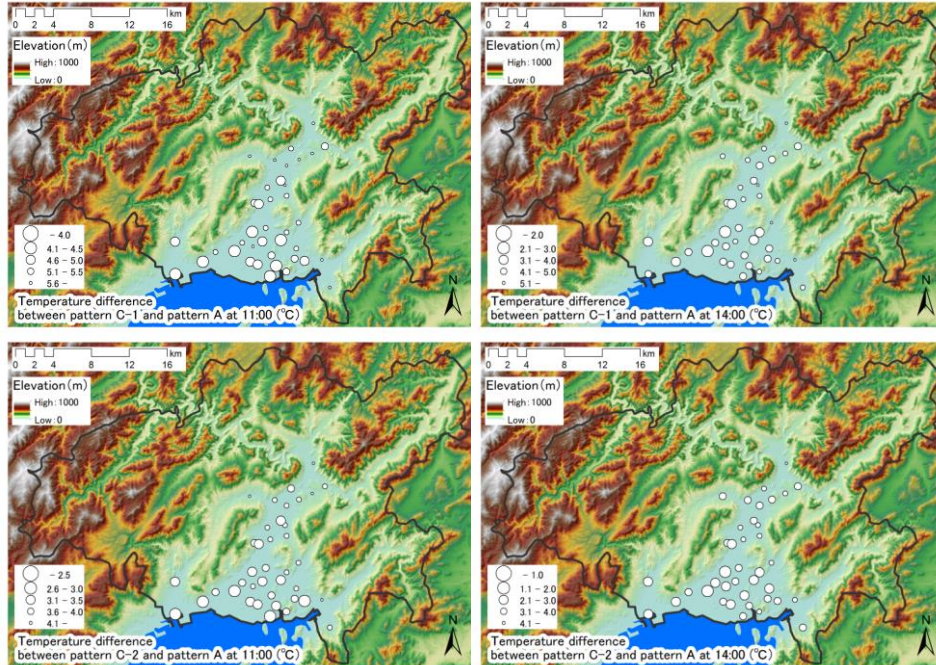 0 2 4 8 12 16 km
Elevation(m)
High:1000
Low:0
- 4.0
4.1 - 4.5
4.6 - 5.0
5.1 - 5.5
5.6 -
N
Temperature difference
between pattern C-1 and pattern A at 11:00 (℃)
0 2 4 8 12 16 km
Elevation(m)
High:1000
Low:0
- 2.0
2.1 - 3.0
3.1 - 4.0
4.1 - 5.0
5.1 -
N
Temperature difference
between pattern C-1 and pattern A at 14:00 (℃)
0 2 4 8 12 16 km
Elevation(m)
High:1000
Low:0
- 2.5
2.6 - 3.0
3.1 - 3.5
3.6 - 4.0
4.1 -
N
Temperature difference
between pattern C-2 and pattern A at 11:00 (℃)
0 2 4 8 12 16 km
Elevation(m)
High:1000
Low:0
- 1.0
1.1 - 2.0
2.1 - 3.0
3.1 - 4.0
4.1 -
N
Temperature difference
between pattern C-2 and pattern A at 14:00 (℃)